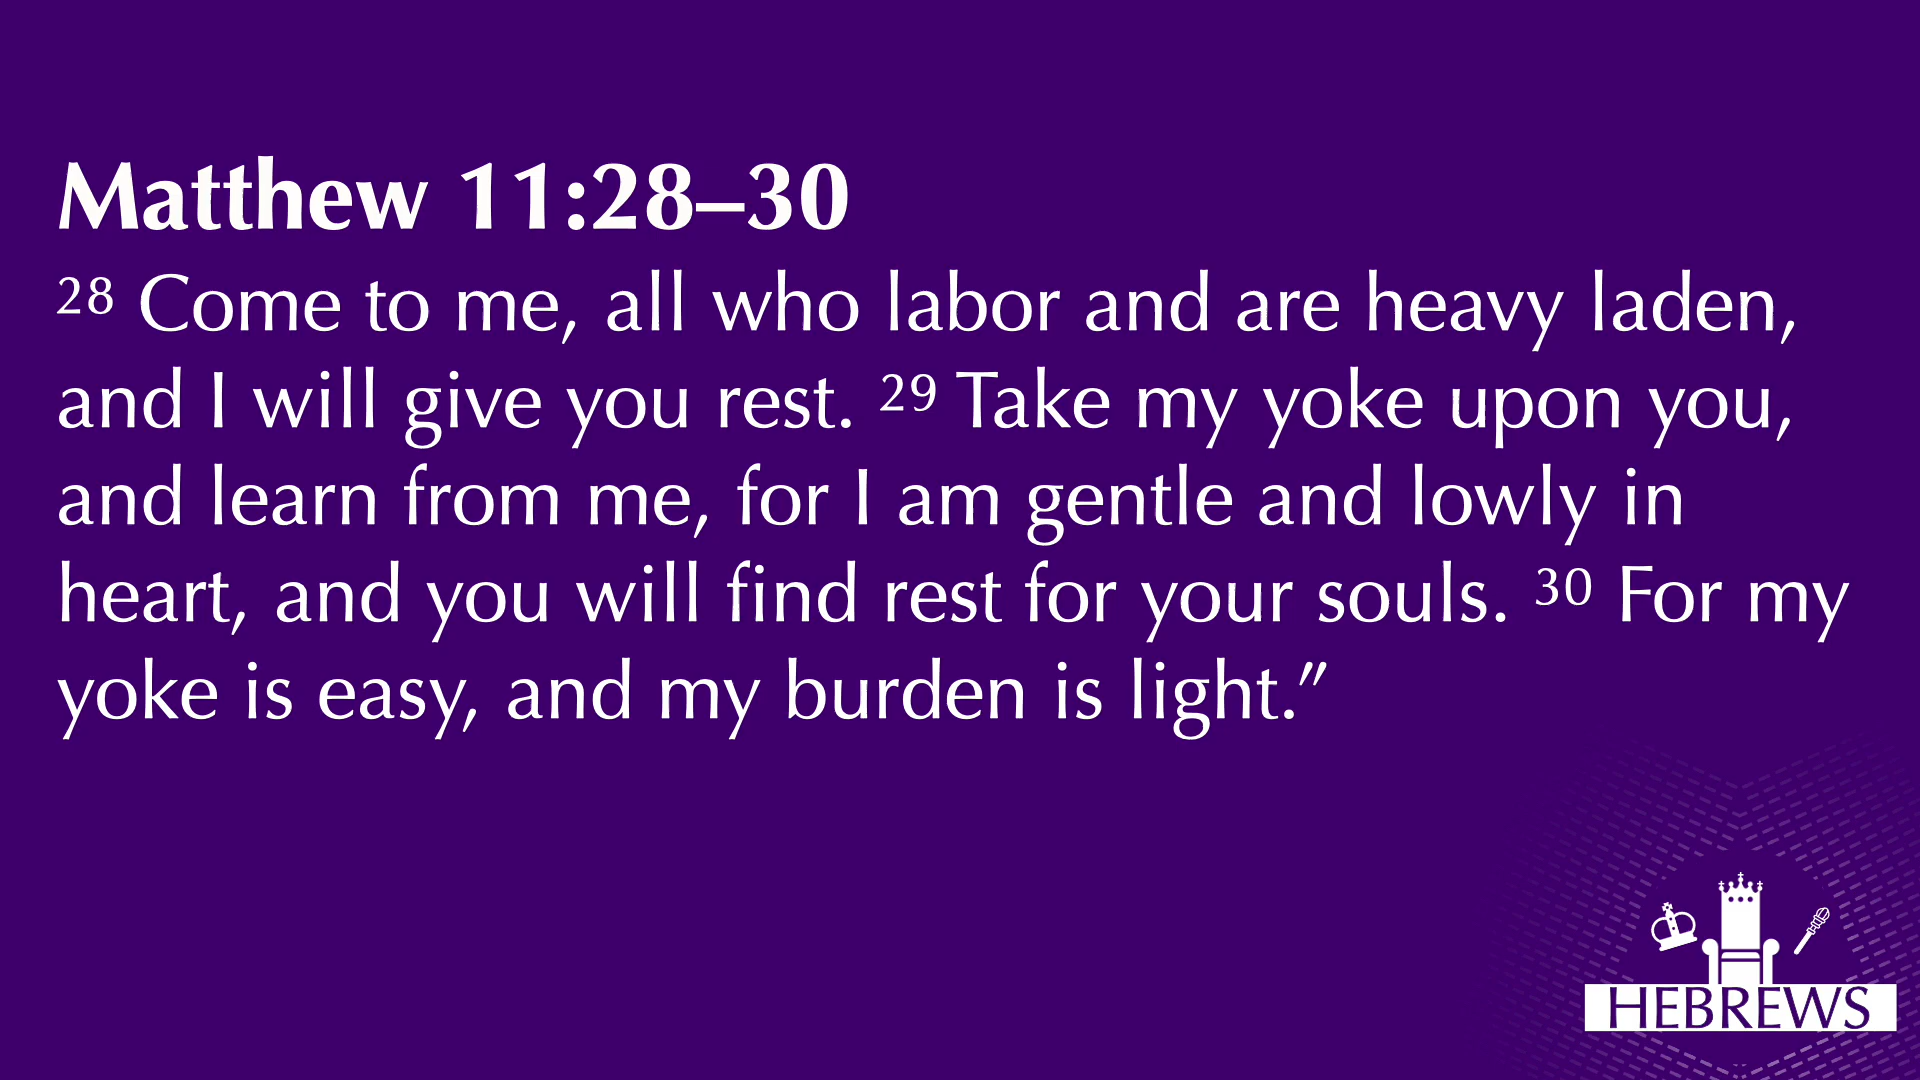 Matthew 11:28–30
28 Come to me, all who labor and are heavy laden,
and I will give you rest. 29 Take my yoke upon you,
and learn from me, for I am gentle and lowly in
heart, and you will find rest for your souls. 30 For my
yoke is easy, and my burden is light.”
HEBREWS